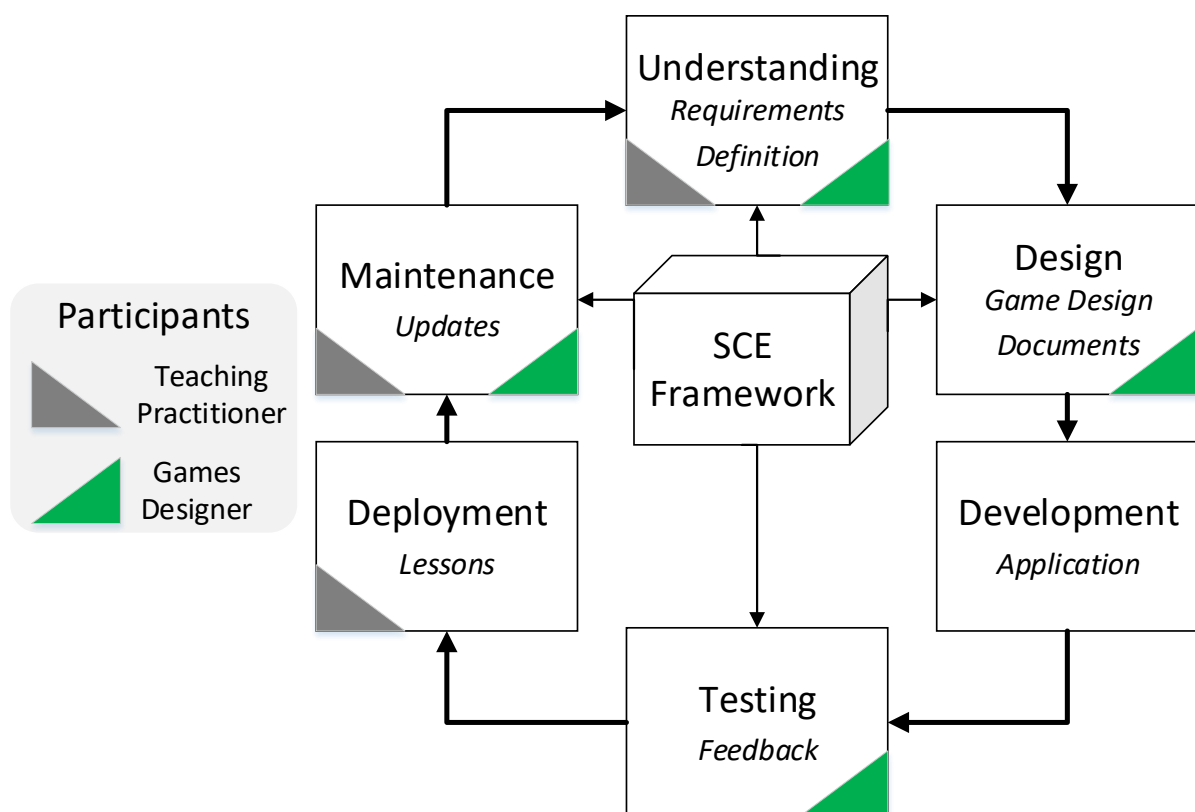 Understanding
Requirements
Definition
Maintenance
Updates
Design
Game Design
Documents
SCE
Framework
Participants
Teaching
Practitioner
Games
Designer
Deployment
Lessons
Development
Application
Testing
Feedback